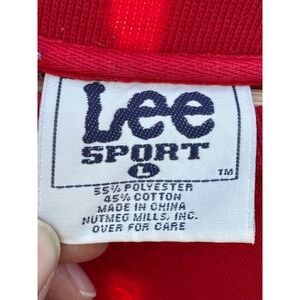 Lee
SPORT
L
TM
55% POLYESTER
45% COTTON
MADE IN CHINA
NUTMEG MILLS, INC.
OVER FOR CARE